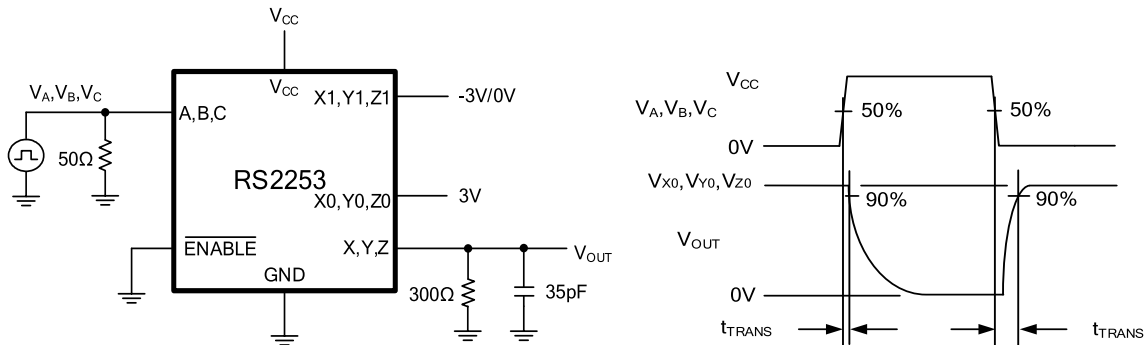 VCC
VCC
VA,VB,VC
A,B,C
50Ω
X1,Y1,Z1
-3V/0V
RS2253
X0,Y0,Z0
3V
ENABLE
X,Y,Z
VOUT
GND
300Ω
35pF
VCC
VA,VB,VC
50%
50%
0V
VX0,VY0,VZ0
90%
90%
VOUT
0V
tTRANS
tTRANS